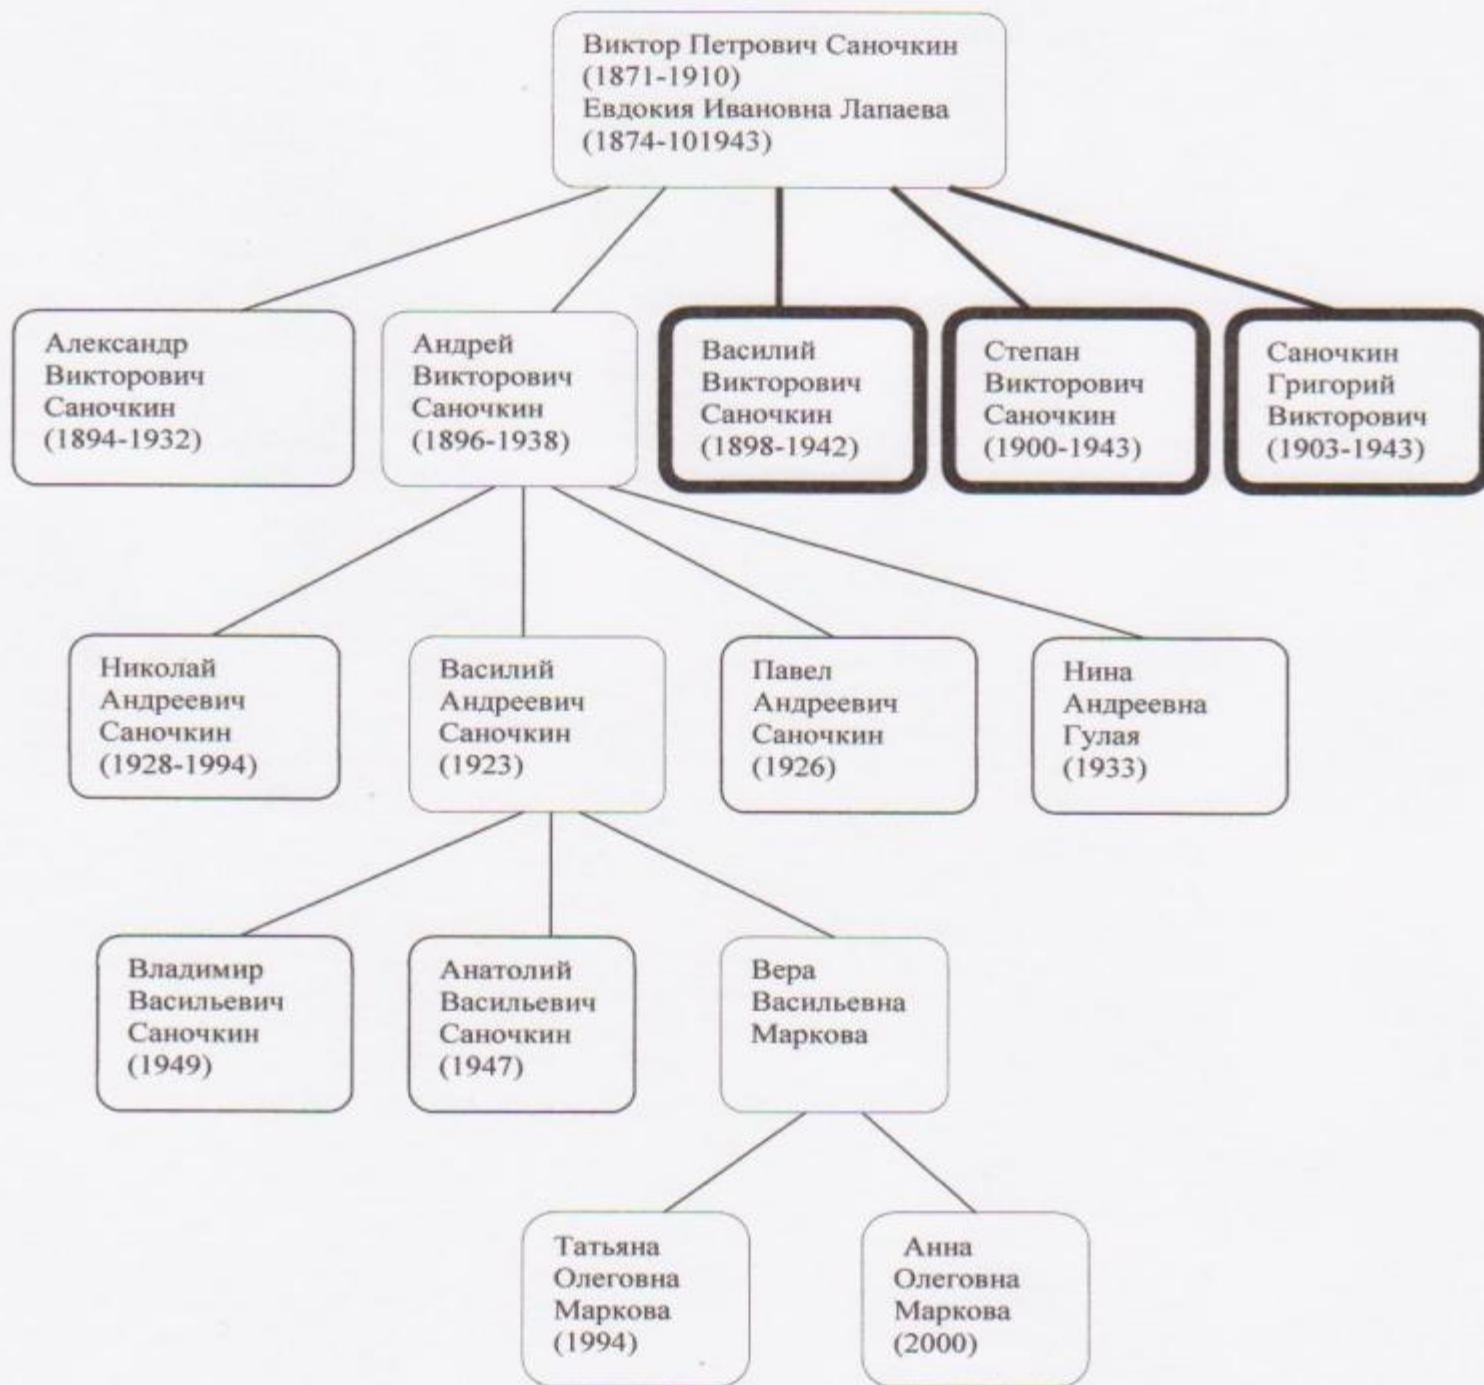 Виктор Петрович Саночкин
(1871-1910)
Евдокия Ивановна Лапаева
(1874-101943)
Александр
Викторович
Саночкин
(1894-1932)
Андрей
Викторович
Саночкин
(1896-1938)
Василий
Викторович
Саночкин
(1898-1942)
Степан
Викторович
Саночкин
(1900-1943)
Саночкин
Григорий
Викторович
(1903-1943)
Николай
Андреевич
Саночкин
(1928-1994)
Василий
Андреевич
Саночкин
(1923)
Павел
Андреевич
Саночкин
(1926)
Нина
Андреевна
Гулая
(1933)
Владимир
Васильевич
Саночкин
(1949)
Анатолий
Васильевич
Саночкин
(1947)
Вера
Васильевна
Маркова
Татьяна
Олеговна
Маркова
(1994)
Анна
Олеговна
Маркова
(2000)